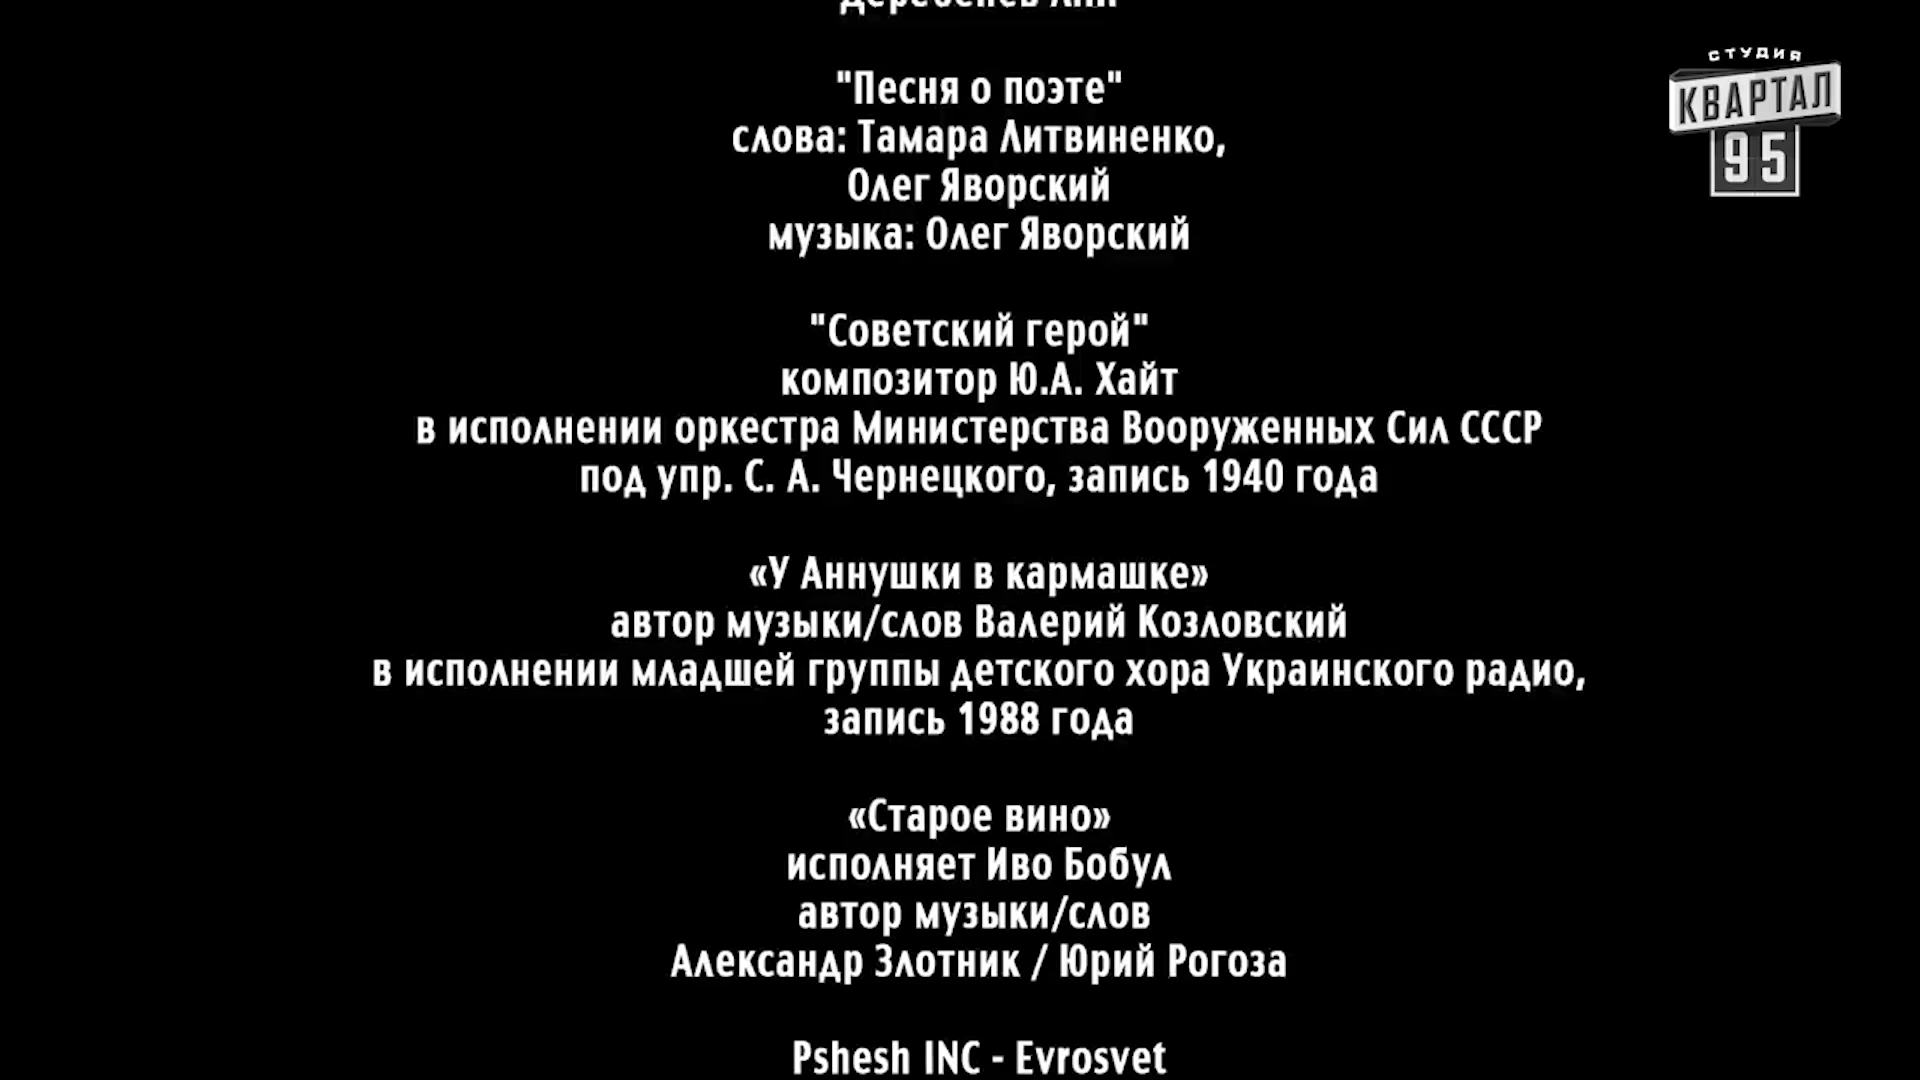 "Песня о поэте"
слова: Тамара Литвиненко,
Олег Яворский
музыка: Олег Яворский
"Советский герой"
композитор Ю.А. Хайт
в исполнении оркестра Министерства Вооруженных Сил СССР
под упр. С. А. Чернецкого, запись 1940 года
«У Аннушки в кармашке»
автор музыки/слов Валерий Козловский
в исполнении младшей группы детского хора Украинского радио,
запись 1988 года
«Старое вино»
исполняет Иво Бобул
автор музыки/слов
Александр Злотник / Юрий Рогоза
Pshesh INC - Evrosvet
СТУДИЯ
КВАРТАЛ
95